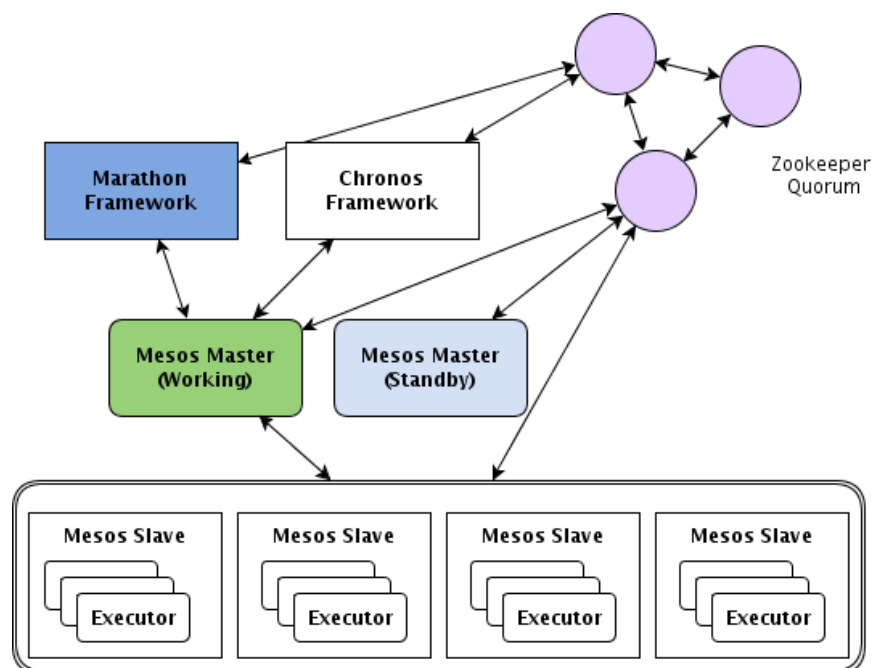 Marathon
Framework
Chronos
Framework
Zookeeper
Quorum
Mesos Master
(Working)
Mesos Master
(Standby)
Mesos Slave
Executor
Mesos Slave
Executor
Mesos Slave
Executor
Mesos Slave
Executor